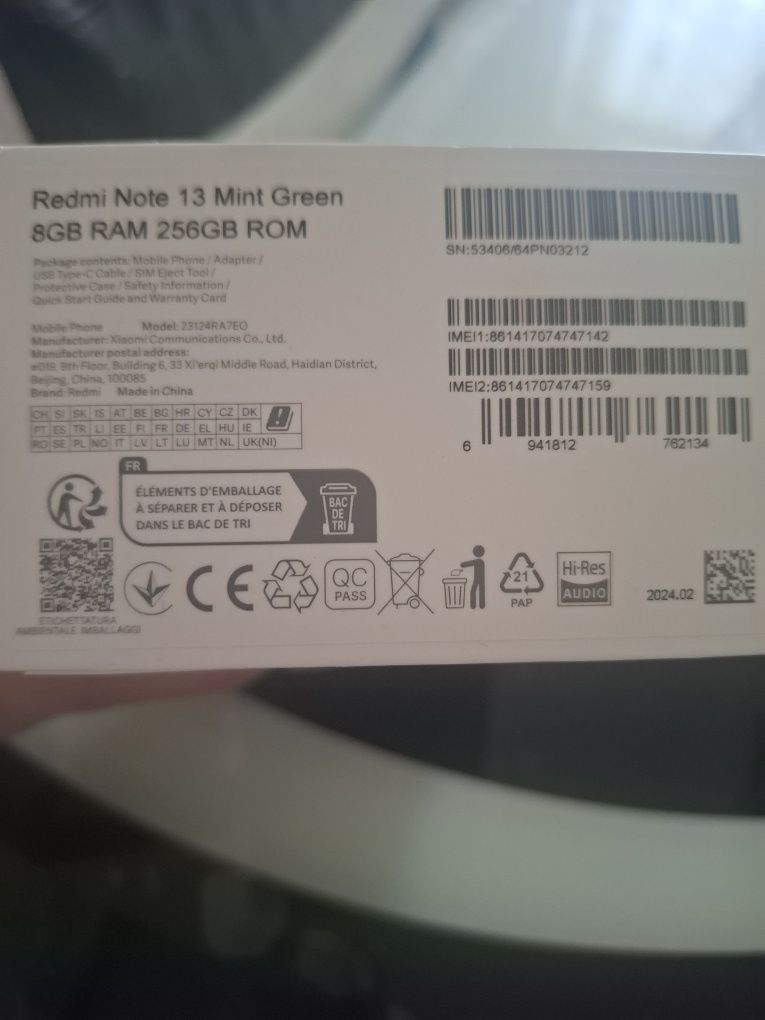 Redmi Note 13 Mint Green
8GB RAM 256GB ROM
Package contents: Mobile Phone / Adapter /
USB Type-C Cable / SIM Eject Tool /
Protective Case / Safety Information /
Quick Start Guide and Warranty Card
Mobile Phone Model: 23124RA7EO
Manufacturer: Xiaomi Communications Co., Ltd.
Manufacturer postal address:
#019, 9th Floor, Building 6, 33 Xi'erqi Middle Road, Haidian District,
Beijing, China, 100085
Brand: Redmi Made in China
CH SI SK IS AT BE BG HR CY CZ DK
PT ES TR LI EE FI FR DE EL HU IE
RO SE PL NO IT LV LT LU MT NL UK(NI)
SN:53406/64PN03212
IMEI1:861417074747142
IMEI2:861417074747159
6 941812 762134
FR
ÉLÉMENTS D'EMBALLAGE
À SÉPARER ET À DÉPOSER
DANS LE BAC DE TRI
BAC
DE
TRI
ETICHETTATURA
AMBIENTALE IMBALLAGGI
CE
QC
PASS
21
PAP
Hi-Res
AUDIO
2024.02